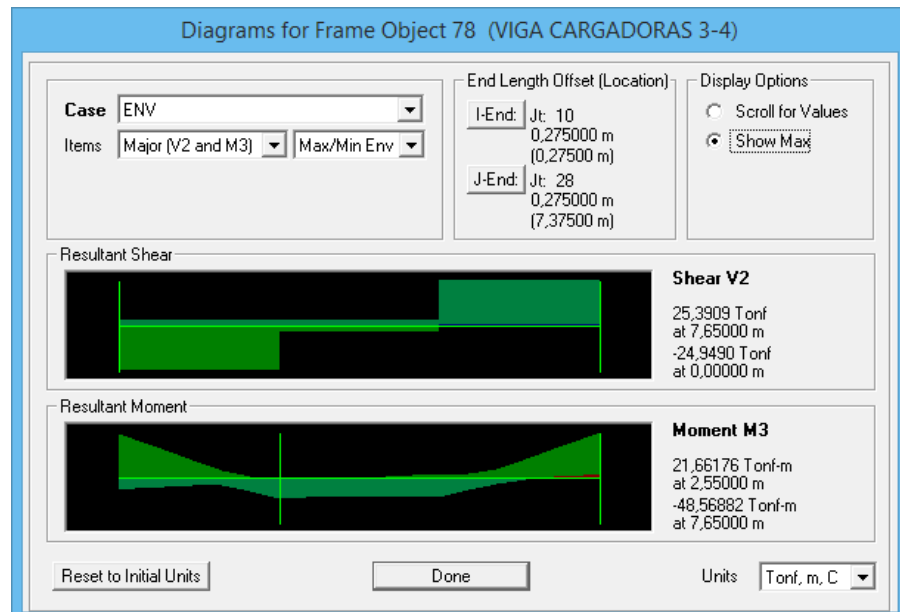 Diagrams for Frame Object 78 (VIGA CARGADORAS 3-4)
Case ENV
Items Major (V2 and M3) Max/Min Env
End Length Offset (Location)
I-End: Jt: 10
0,275000 m
(0,27500 m)
J-End: Jt: 28
0,275000 m
(7,37500 m)
Display Options
Scroll for Values
Show Max
Resultant Shear
Shear V2
25,3909 Tonf
at 7,65000 m
-24,9490 Tonf
at 0,00000 m
Resultant Moment
Moment M3
21,66176 Tonf-m
at 2,55000 m
-48,56882 Tonf-m
at 7,65000 m
Reset to Initial Units
Done
Units Tonf, m, C